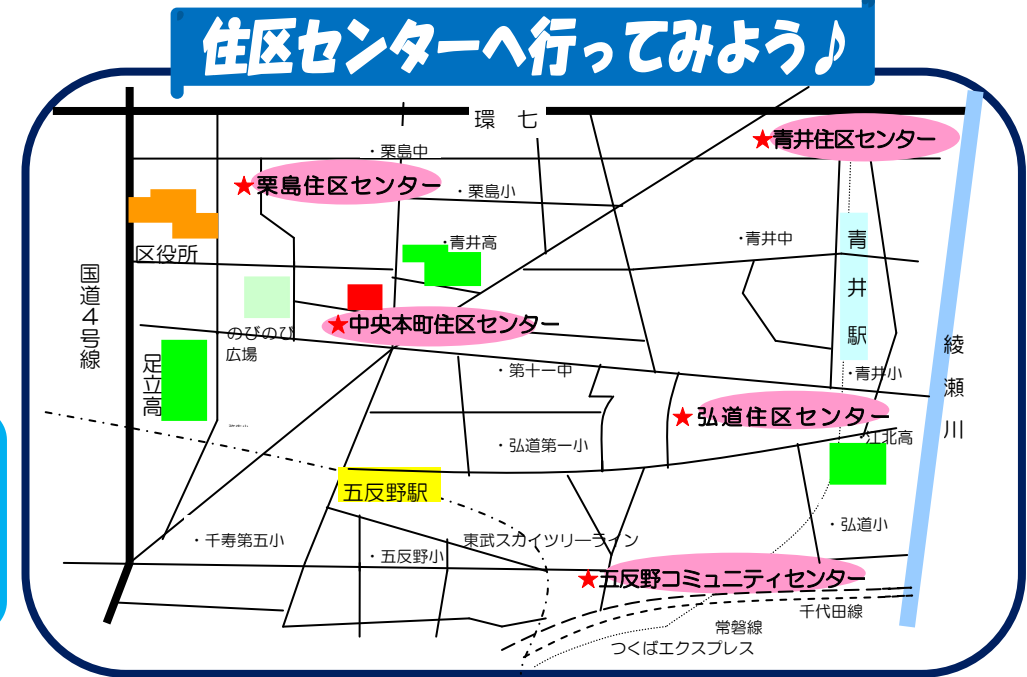 住区センターへ行ってみよう♪
環 七
・栗島中
★青井住区センター
★栗島住区センター
・栗島小
区役所
・青井高
・青井中
青井駅
国道4号線
のびのび
広場
★中央本町住区センター
足立高
・第十一中
・青井小
綾瀬川
★弘道住区センター
・弘道第一小
江北高
五反野駅
・千寿第五小
・五反野小
東武スカイツリーライン
・弘道小
★五反野コミュニティセンター
千代田線
常磐線
つくばエクスプレス